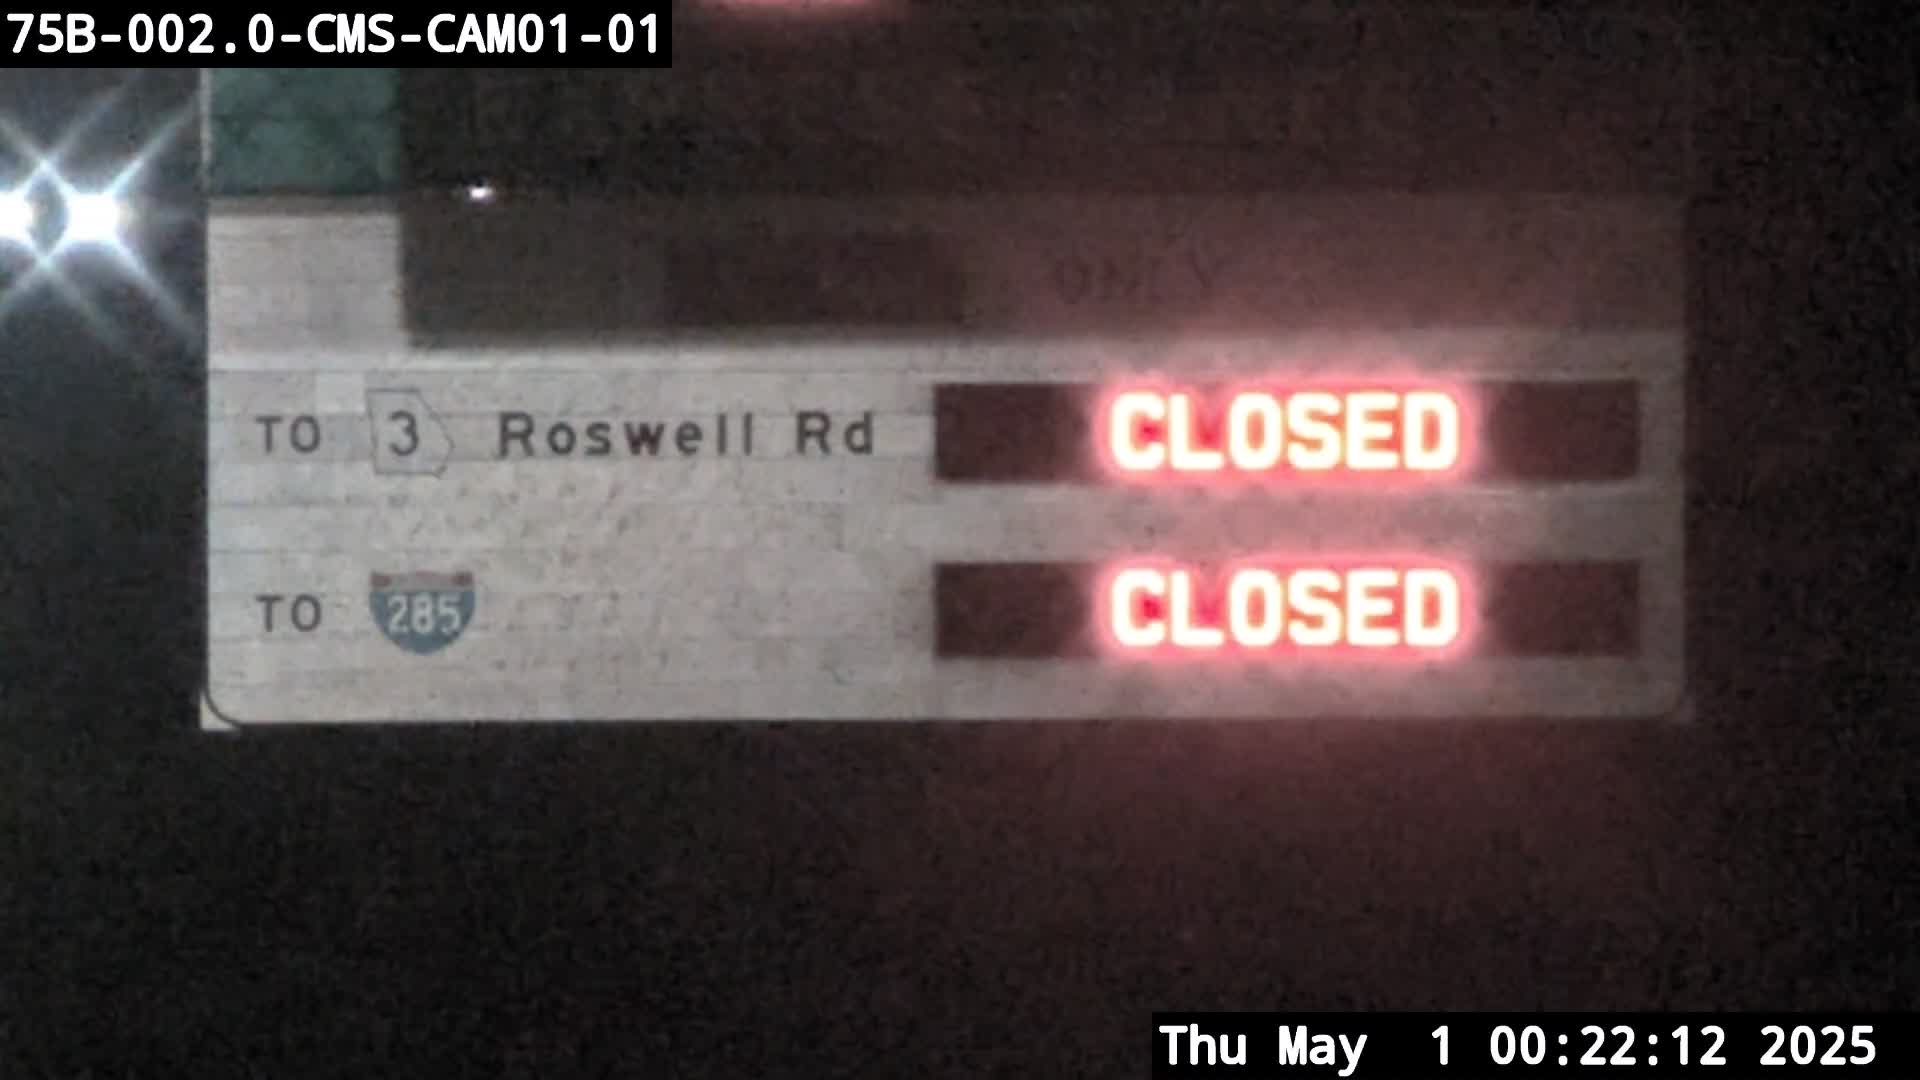 75B-002.0-CMS-CAM01-01
ONLY
TO 3 Roswell Rd CLOSED
TO 285 CLOSED
Thu May 1 00:22:12 2025